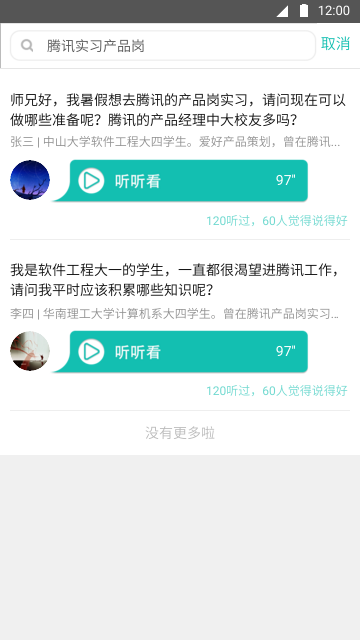 12:00
腾讯实习产品岗
取消
师兄好，我暑假想去腾讯的产品岗实习，请问现在可以
做哪些准备呢？腾讯的产品经理中大校友多吗？
张三 | 中山大学软件工程大四学生。爱好产品策划，曾在腾讯...
听听看
97"
120听过，60人觉得说得好
我是软件工程大一的学生，一直都很渴望进腾讯工作，
请问我平时应该积累哪些知识呢？
李四 | 华南理工大学计算机系大四学生。曾在腾讯产品岗实习...
听听看
97"
120听过，60人觉得说得好
没有更多啦